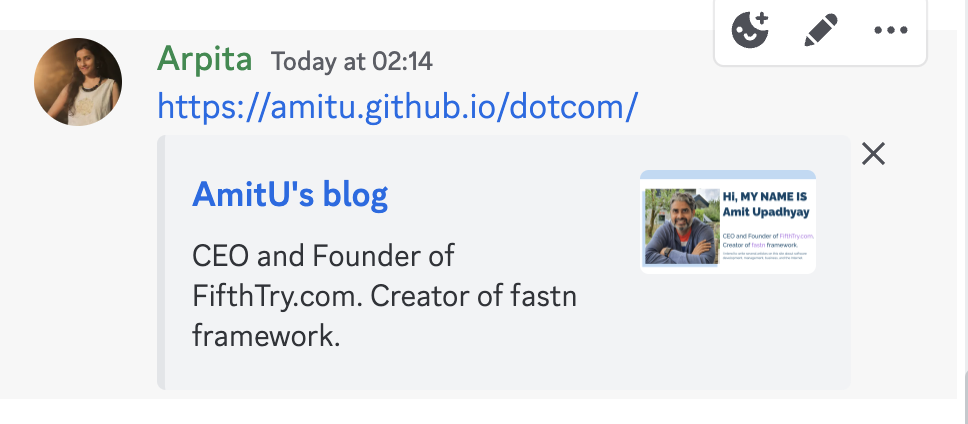 Arpita Today at 02:14
https://amitu.github.io/dotcom/
AmitU's blog
CEO and Founder of
FifthTry.com. Creator of fastn
framework.
Hi, MY NAME IS
Amit Upadhyay
CEO and Founder of FifthTry.com.
Creator of fastn framework.